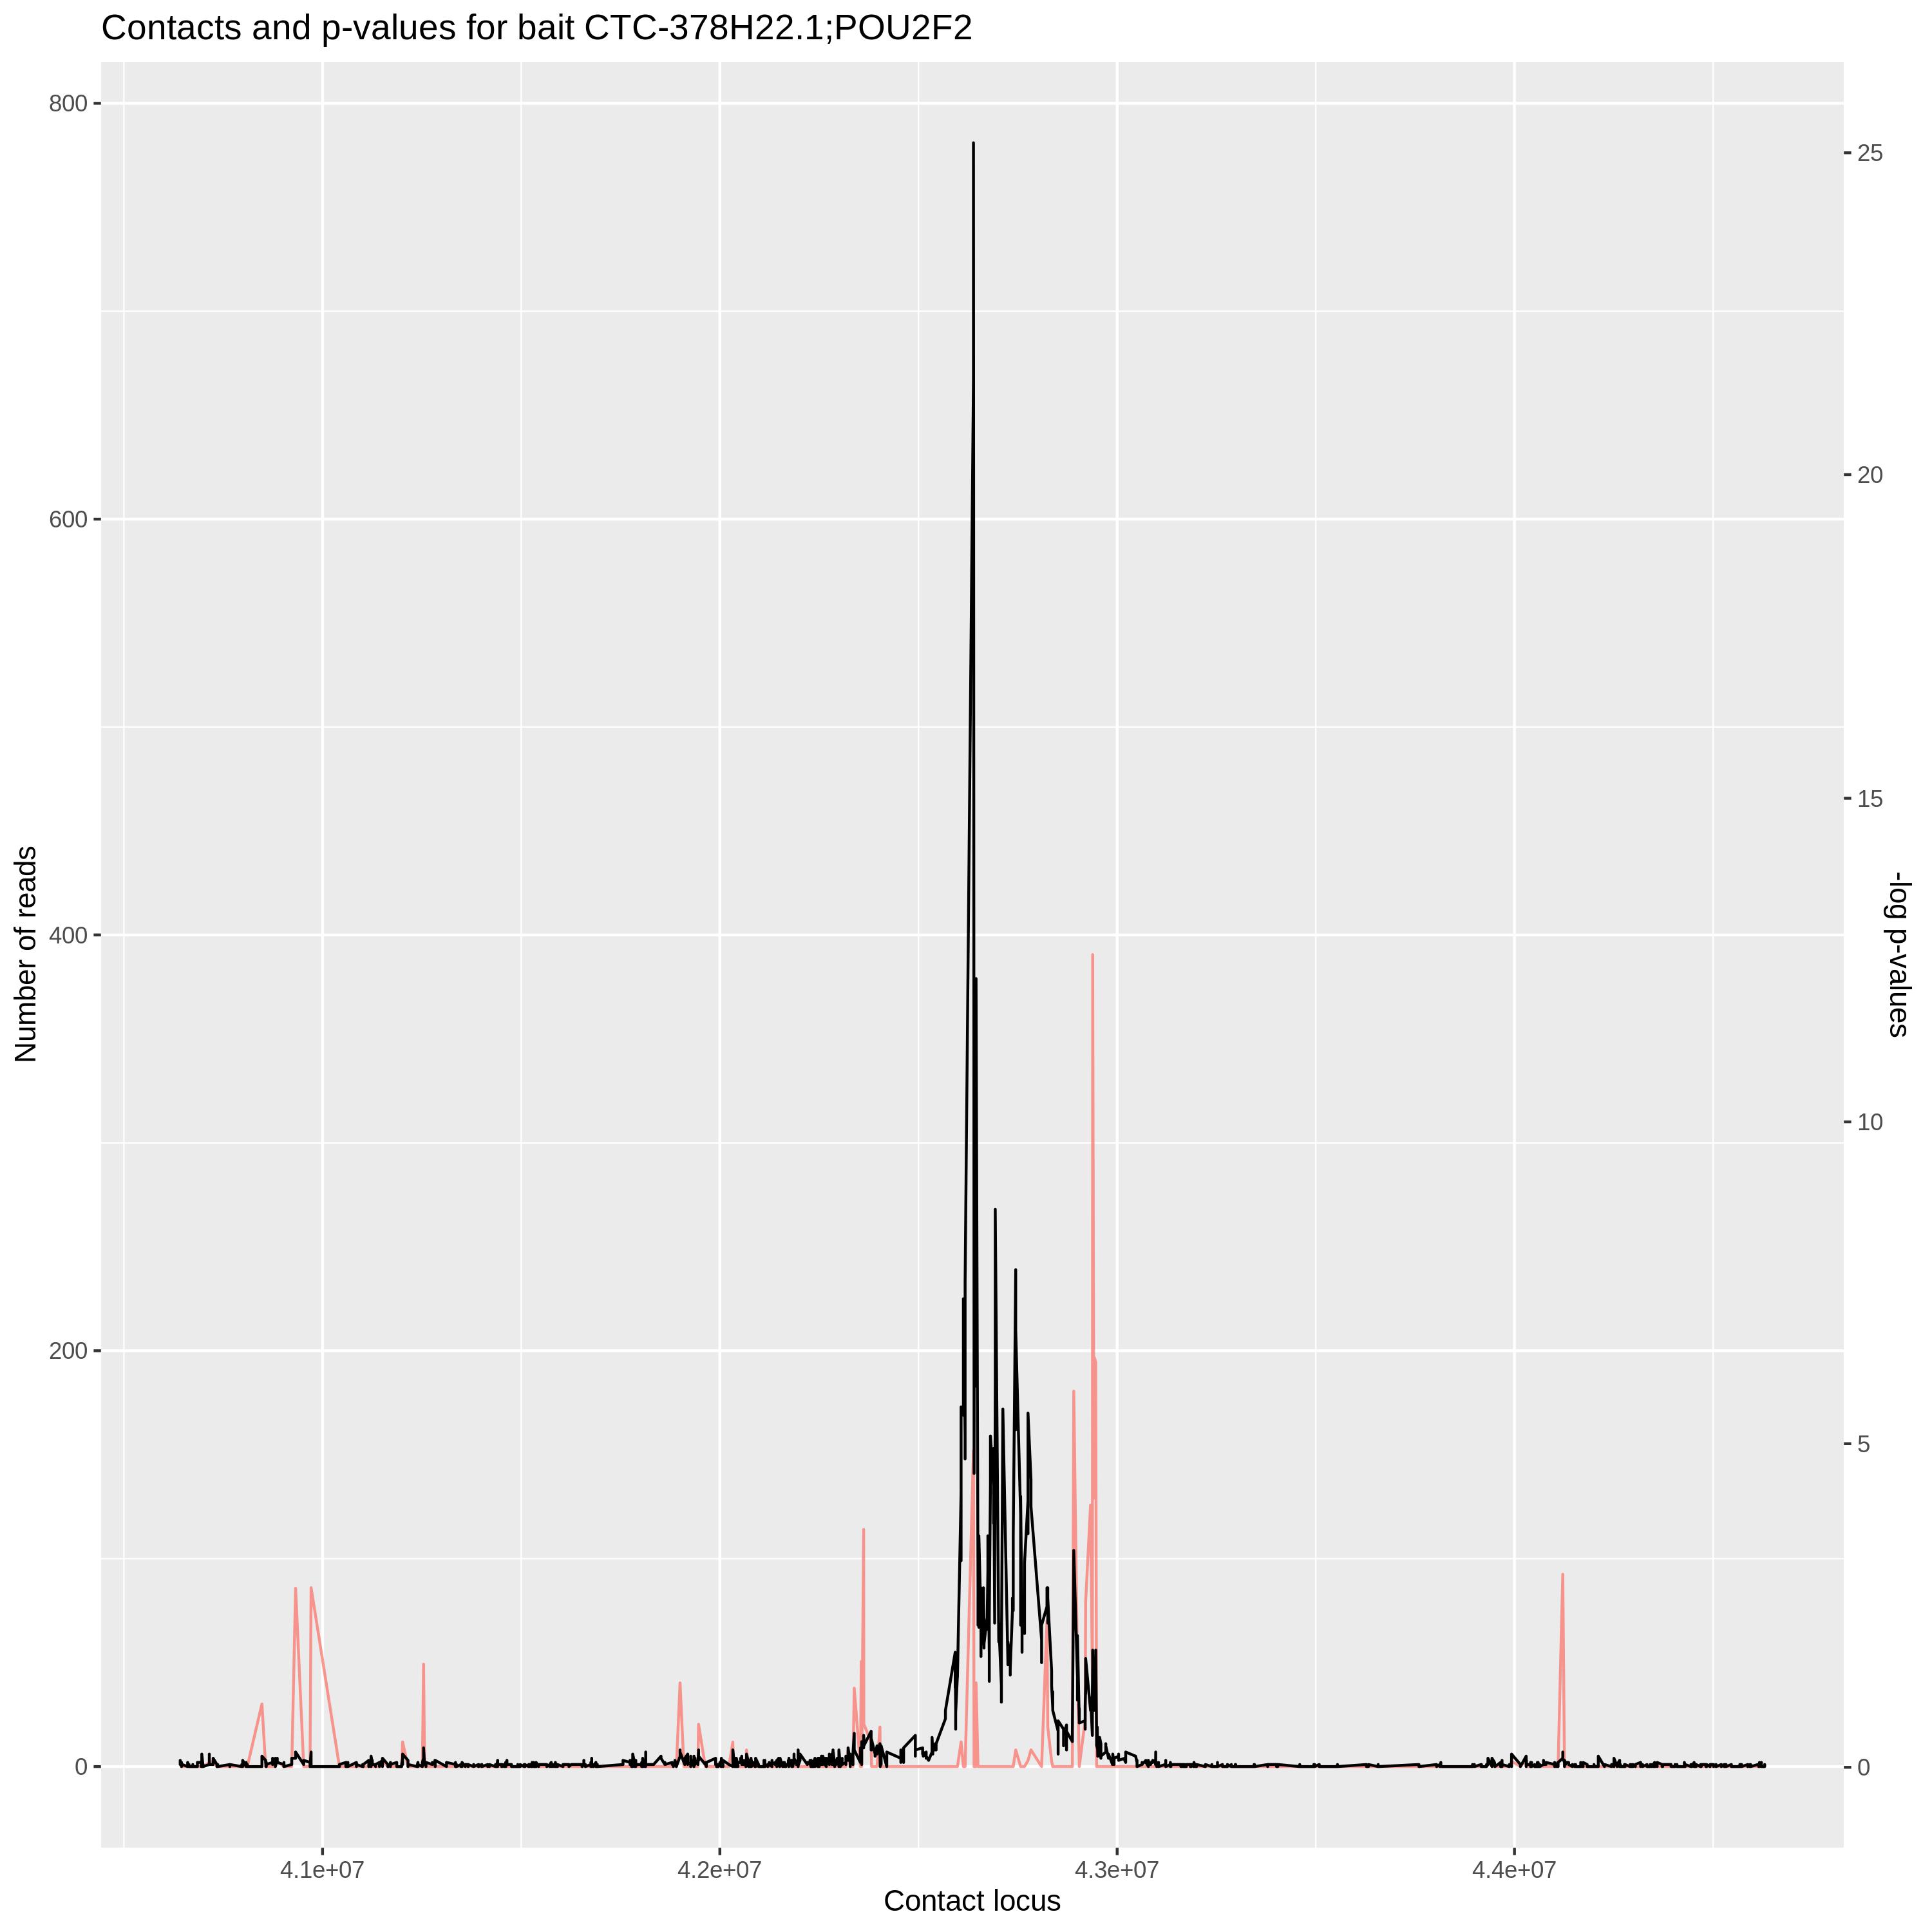 Contacts and p-values for bait CTC-378H22.1;POU2F2
800
600
400
200
0
Number of reads
25
20
15
10
5
0
-log p-values
4.1e+07
4.2e+07
4.3e+07
4.4e+07
Contact locus